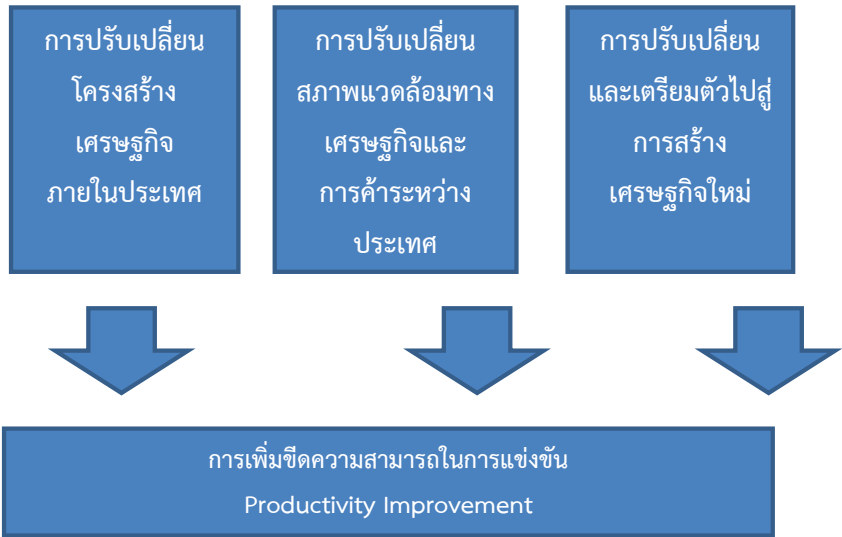 การปรับเปลี่ยน
โครงสร้าง
เศรษฐกิจ
ภายในประเทศ
การปรับเปลี่ยน
สภาพแวดล้อมทาง
เศรษฐกิจและ
การค้าระหว่าง
ประเทศ
การปรับเปลี่ยน
และเตรียมตัวไปสู่
การสร้าง
เศรษฐกิจใหม่
การเพิ่มขีดความสามารถในการแข่งขัน
Productivity Improvement